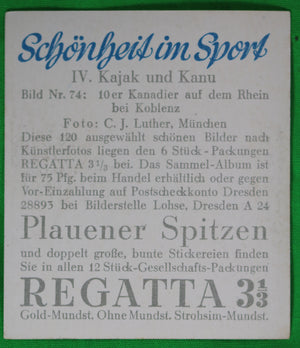 Schönheit im Sport
IV. Kajak und Kanu
Bild Nr. 74: 10er Kanadier auf dem Rhein
bei Koblenz
Foto: C. J. Luther, München
Diese 120 ausgewählt schönen Bilder nach
Künstlerfotos liegen den 6 Stück-Packungen
REGATTA 3⅓ bei. Das Sammel-Album ist
für 75 Pfg. beim Handel erhältlich oder gegen
Vor-Einzahlung auf Postscheckkonto Dresden
28893 bei Bilderstelle Lohse, Dresden A 24
Plauener Spitzen
und doppelt große, bunte Stickereien finden
Sie in allen 12 Stück-Gesellschafts-Packungen
REGATTA 3⅓
Gold-Mundst. Ohne Mundst. Strohsim-Mundst.